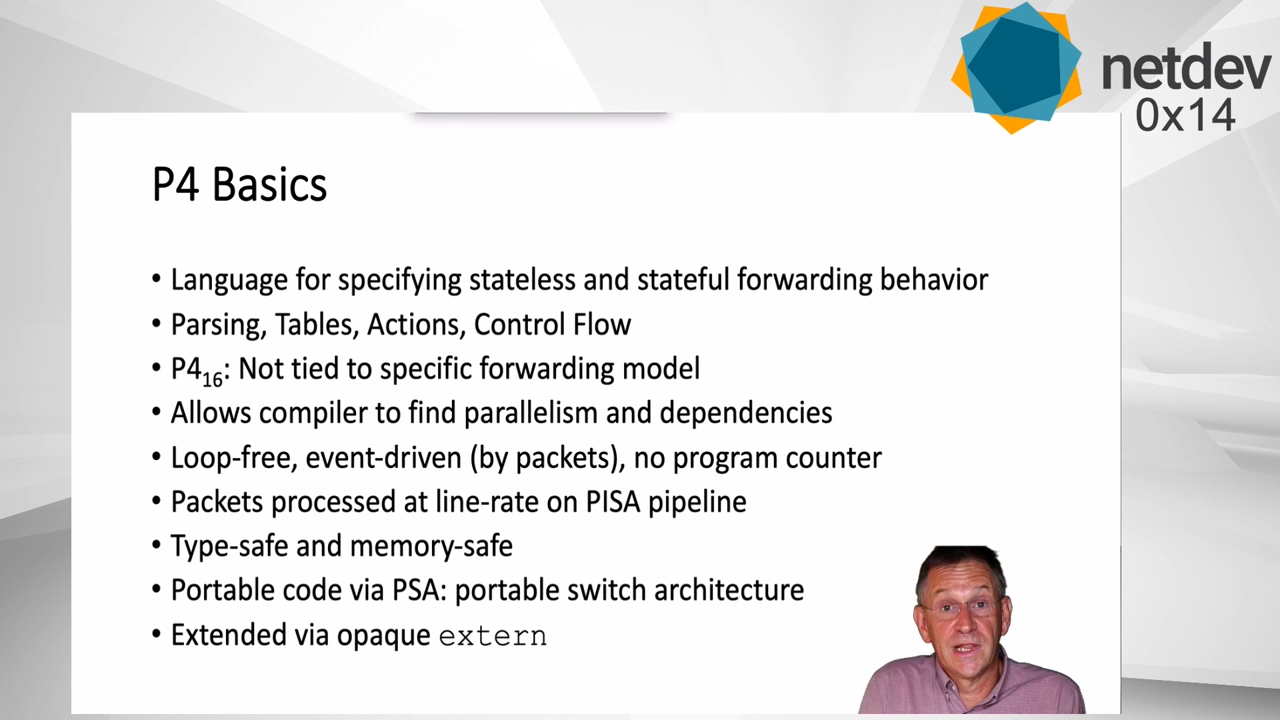 netdev
0x14
P4 Basics
• Language for specifying stateless and stateful forwarding behavior
• Parsing, Tables, Actions, Control Flow
• P4₁₆: Not tied to specific forwarding model
• Allows compiler to find parallelism and dependencies
• Loop-free, event-driven (by packets), no program counter
• Packets processed at line-rate on PISA pipeline
• Type-safe and memory-safe
• Portable code via PSA: portable switch architecture
• Extended via opaque extern